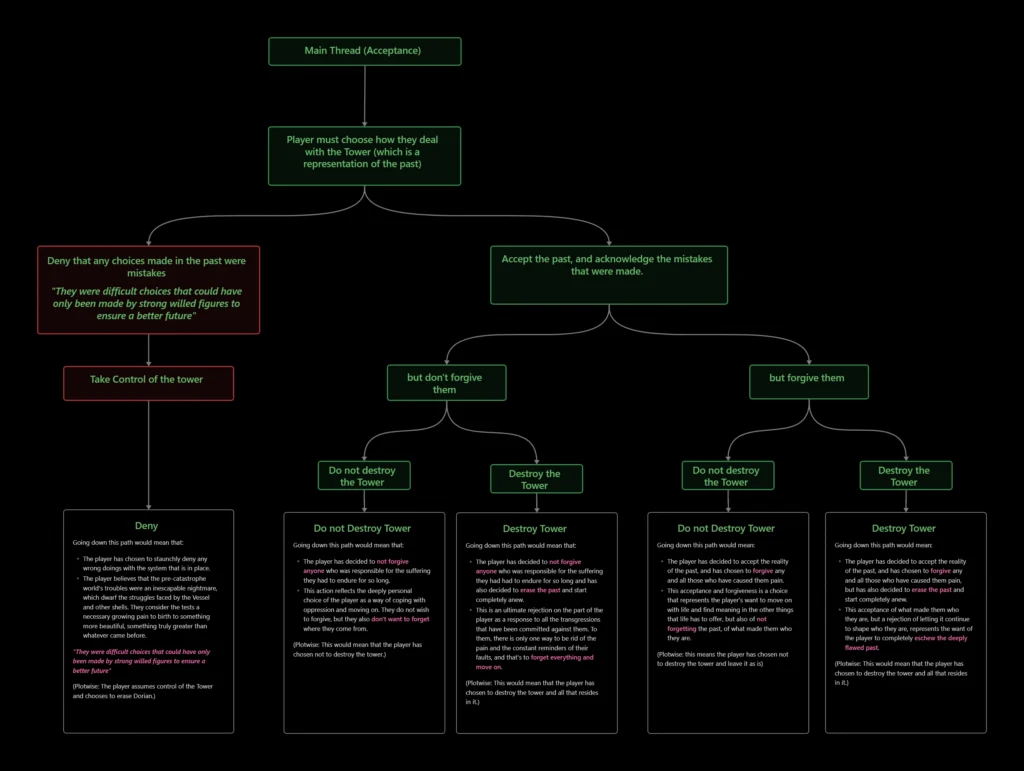 Main Thread (Acceptance)
Player must choose how they deal
with the Tower (which is a
representation of the past)
Deny that any choices made in the past were
mistakes
"They were difficult choices that could have
only been made by strong willed figures to
ensure a better future"
Accept the past, and acknowledge the mistakes
that were made.
Take Control of the tower
but don't forgive
them
but forgive them
Do not destroy
the Tower
Destroy the
Tower
Do not destroy
the Tower
Destroy the
Tower
Deny
Going down this path would mean that:
The player has chosen to staunchly deny any
wrong doings with the system that is in place.
The player believes that the pre-catastrophe
world's troubles were an inescapable nightmare,
which dwarf the struggles faced by the Vessel
and other shells. They consider the tests a
necessary growing pain to birth to something
more beautiful, something truly greater than
whatever came before.
"They were difficult choices that could have only
been made by strong willed figures to ensure a
better future"
(Plotwise: The player assumes control of the Tower
and chooses to erase Dorian.)
Do not Destroy Tower
Going down this path would mean that:
The player has decided to not forgive
anyone who was responsible for the suffering
they had to endure for so long.
This action reflects the deeply personal
choice of the player as a way of coping with
oppression and moving on. They do not wish
to forgive, but they also don't want to forget
where they come from.
(Plotwise: This would mean that the player has
chosen not to destroy the tower.)
Destroy Tower
Going down this path would mean that:
The player has decided to not forgive
anyone who was responsible for the suffering
they had had to endure for so long and has
also decided to erase the past and start
completely anew.
This is an ultimate rejection on the part of the
player as a response to all the transgressions
that have been committed against them. To
them, there is only one way to be rid of the
pain and the constant reminders of their
faults, and that's to forget everything and
move on.
(Plotwise: This would mean that the player has
chosen to destroy the tower and all that resides
in it.)
Do not Destroy Tower
Going down this path would mean:
The player has decided to accept the reality
of the past, and has chosen to forgive any
and all those who have caused them pain.
This acceptance and forgiveness is a choice
that represents the player's want to move on
with life and find meaning in the other things
that life has to offer, but also of not
forgetting the past, of what made them who
they are.
(Plotwise: this means the player has chosen not
to destroy the tower and leave it as is)
Destroy Tower
Going down this path would mean:
The player has decided to accept the reality
of the past, and has chosen to forgive any
and all those who have caused them pain,
but has also decided to erase the past and
start completely anew.
This acceptance of what made them who
they are, but a rejection of letting it continue
to shape who they are, represents the want of
the player to completely eschew the deeply
flawed past.
(Plotwise: This would mean that the player has
chosen to destroy the tower and all that resides
in it.)